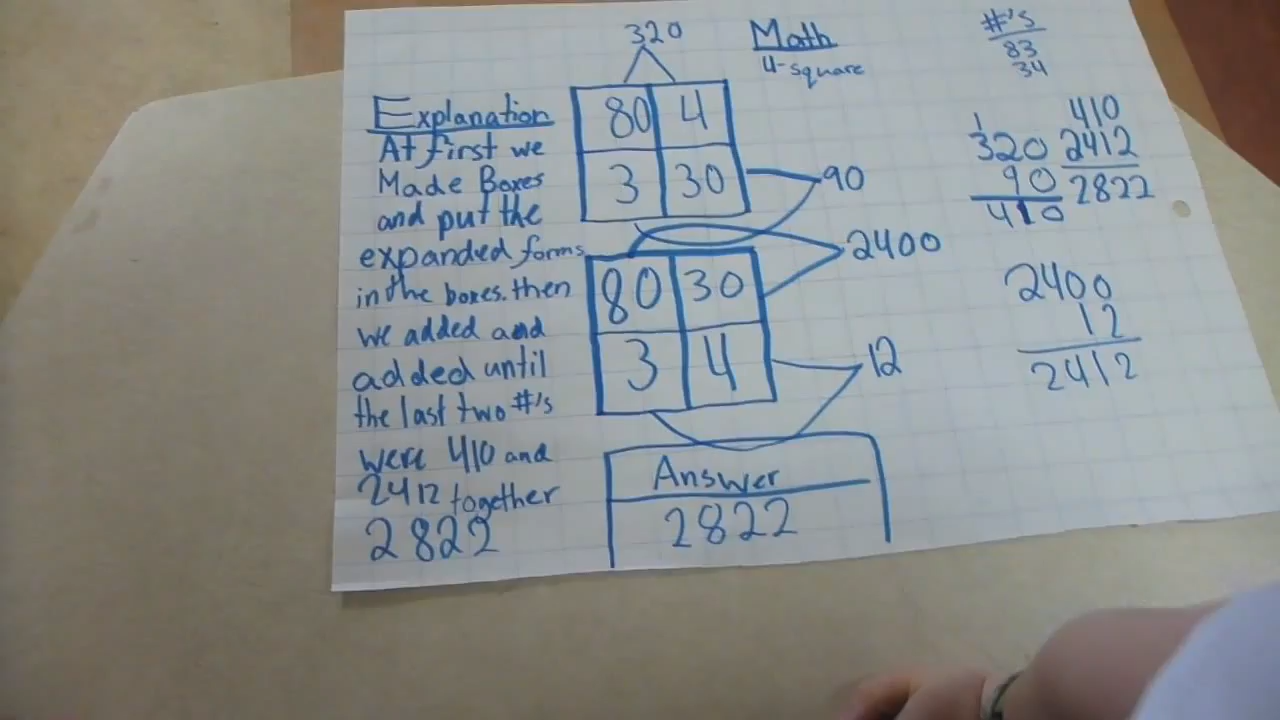 320
Math
4-square
#'s
83
34
Explanation
At first we
Made Boxes
and put the
expanded forms
in the boxes. then
we added and
added until
the last two #'s
were 410 and
2412 together
2822
80 4
3 30
90
80 30
3 4
2400
12
Answer
2822
1
320
90
410
410
2412
2822
2400
12
2412